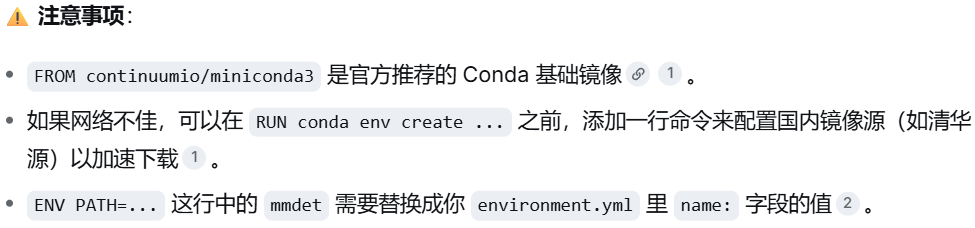 ⚠️ 注意事项：
• FROM continuumio/miniconda3 是官方推荐的 Conda 基础镜像 1 。
• 如果网络不佳，可以在 RUN conda env create ... 之前，添加一行命令来配置国内镜像源（如清华
源）以加速下载 1 。
• ENV PATH=... 这行中的 mmdet 需要替换成你 environment.yml 里 name: 字段的值 2 。